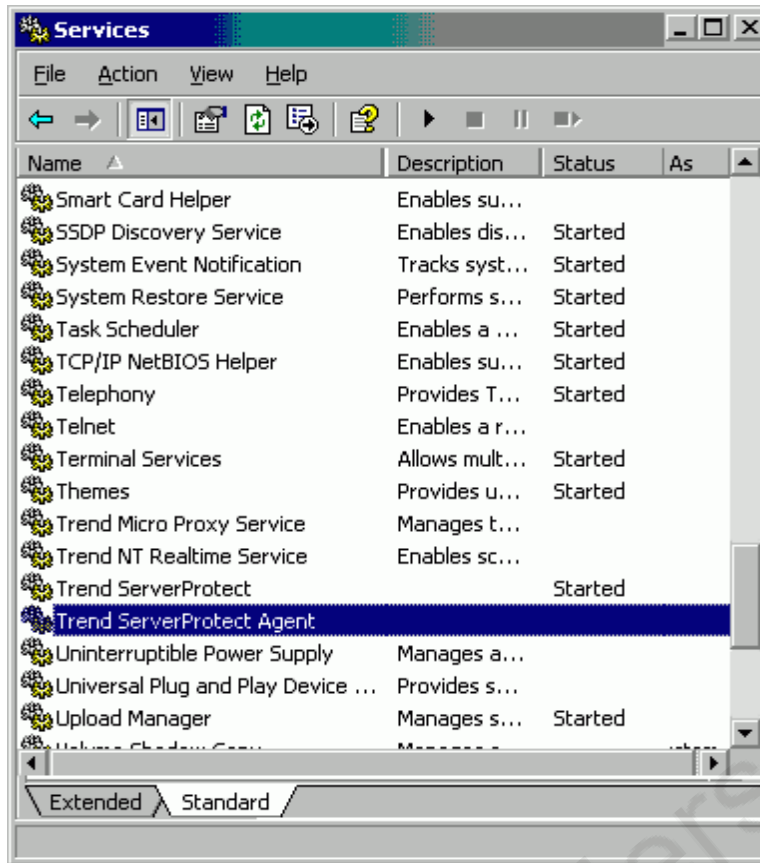 Services
File Action View Help
Name Description Status As
Smart Card Helper Enables su...
SSDP Discovery Service Enables dis... Started
System Event Notification Tracks syst... Started
System Restore Service Performs s... Started
Task Scheduler Enables a ... Started
TCP/IP NetBIOS Helper Enables su... Started
Telephony Provides T... Started
Telnet Enables a r...
Terminal Services Allows mult... Started
Themes Provides u... Started
Trend Micro Proxy Service Manages t...
Trend NT Realtime Service Enables sc...
Trend ServerProtect Started
Trend ServerProtect Agent
Uninterruptible Power Supply Manages a...
Universal Plug and Play Device ... Provides s...
Upload Manager Manages s... Started
Extended Standard